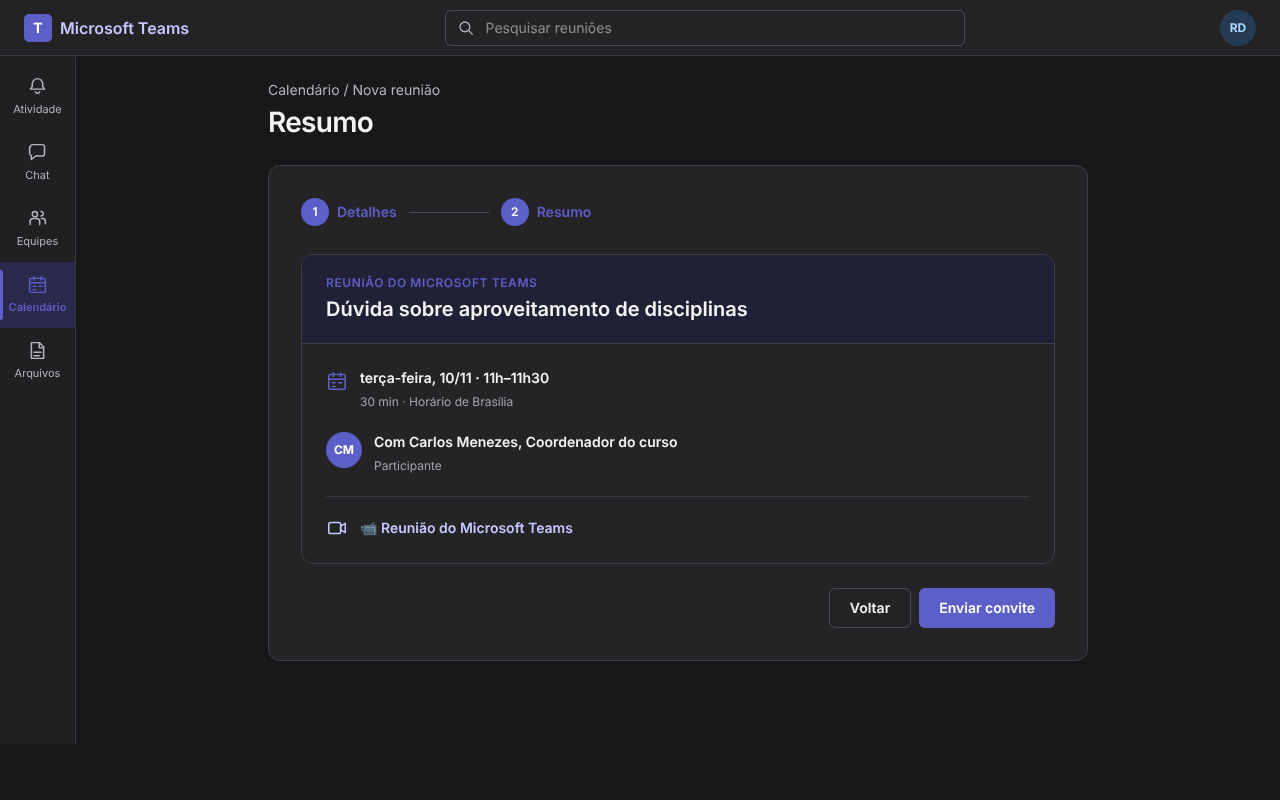 T Microsoft Teams
Pesquisar reuniões
RD
Atividade
Chat
Equipes
Calendário
Arquivos
Calendário / Nova reunião
Resumo
1 Detalhes
2 Resumo
REUNIÃO DO MICROSOFT TEAMS
Dúvida sobre aproveitamento de disciplinas
terça-feira, 10/11 · 11h–11h30
30 min · Horário de Brasília
CM
Com Carlos Menezes, Coordenador do curso
Participante
📹 Reunião do Microsoft Teams
Voltar
Enviar convite